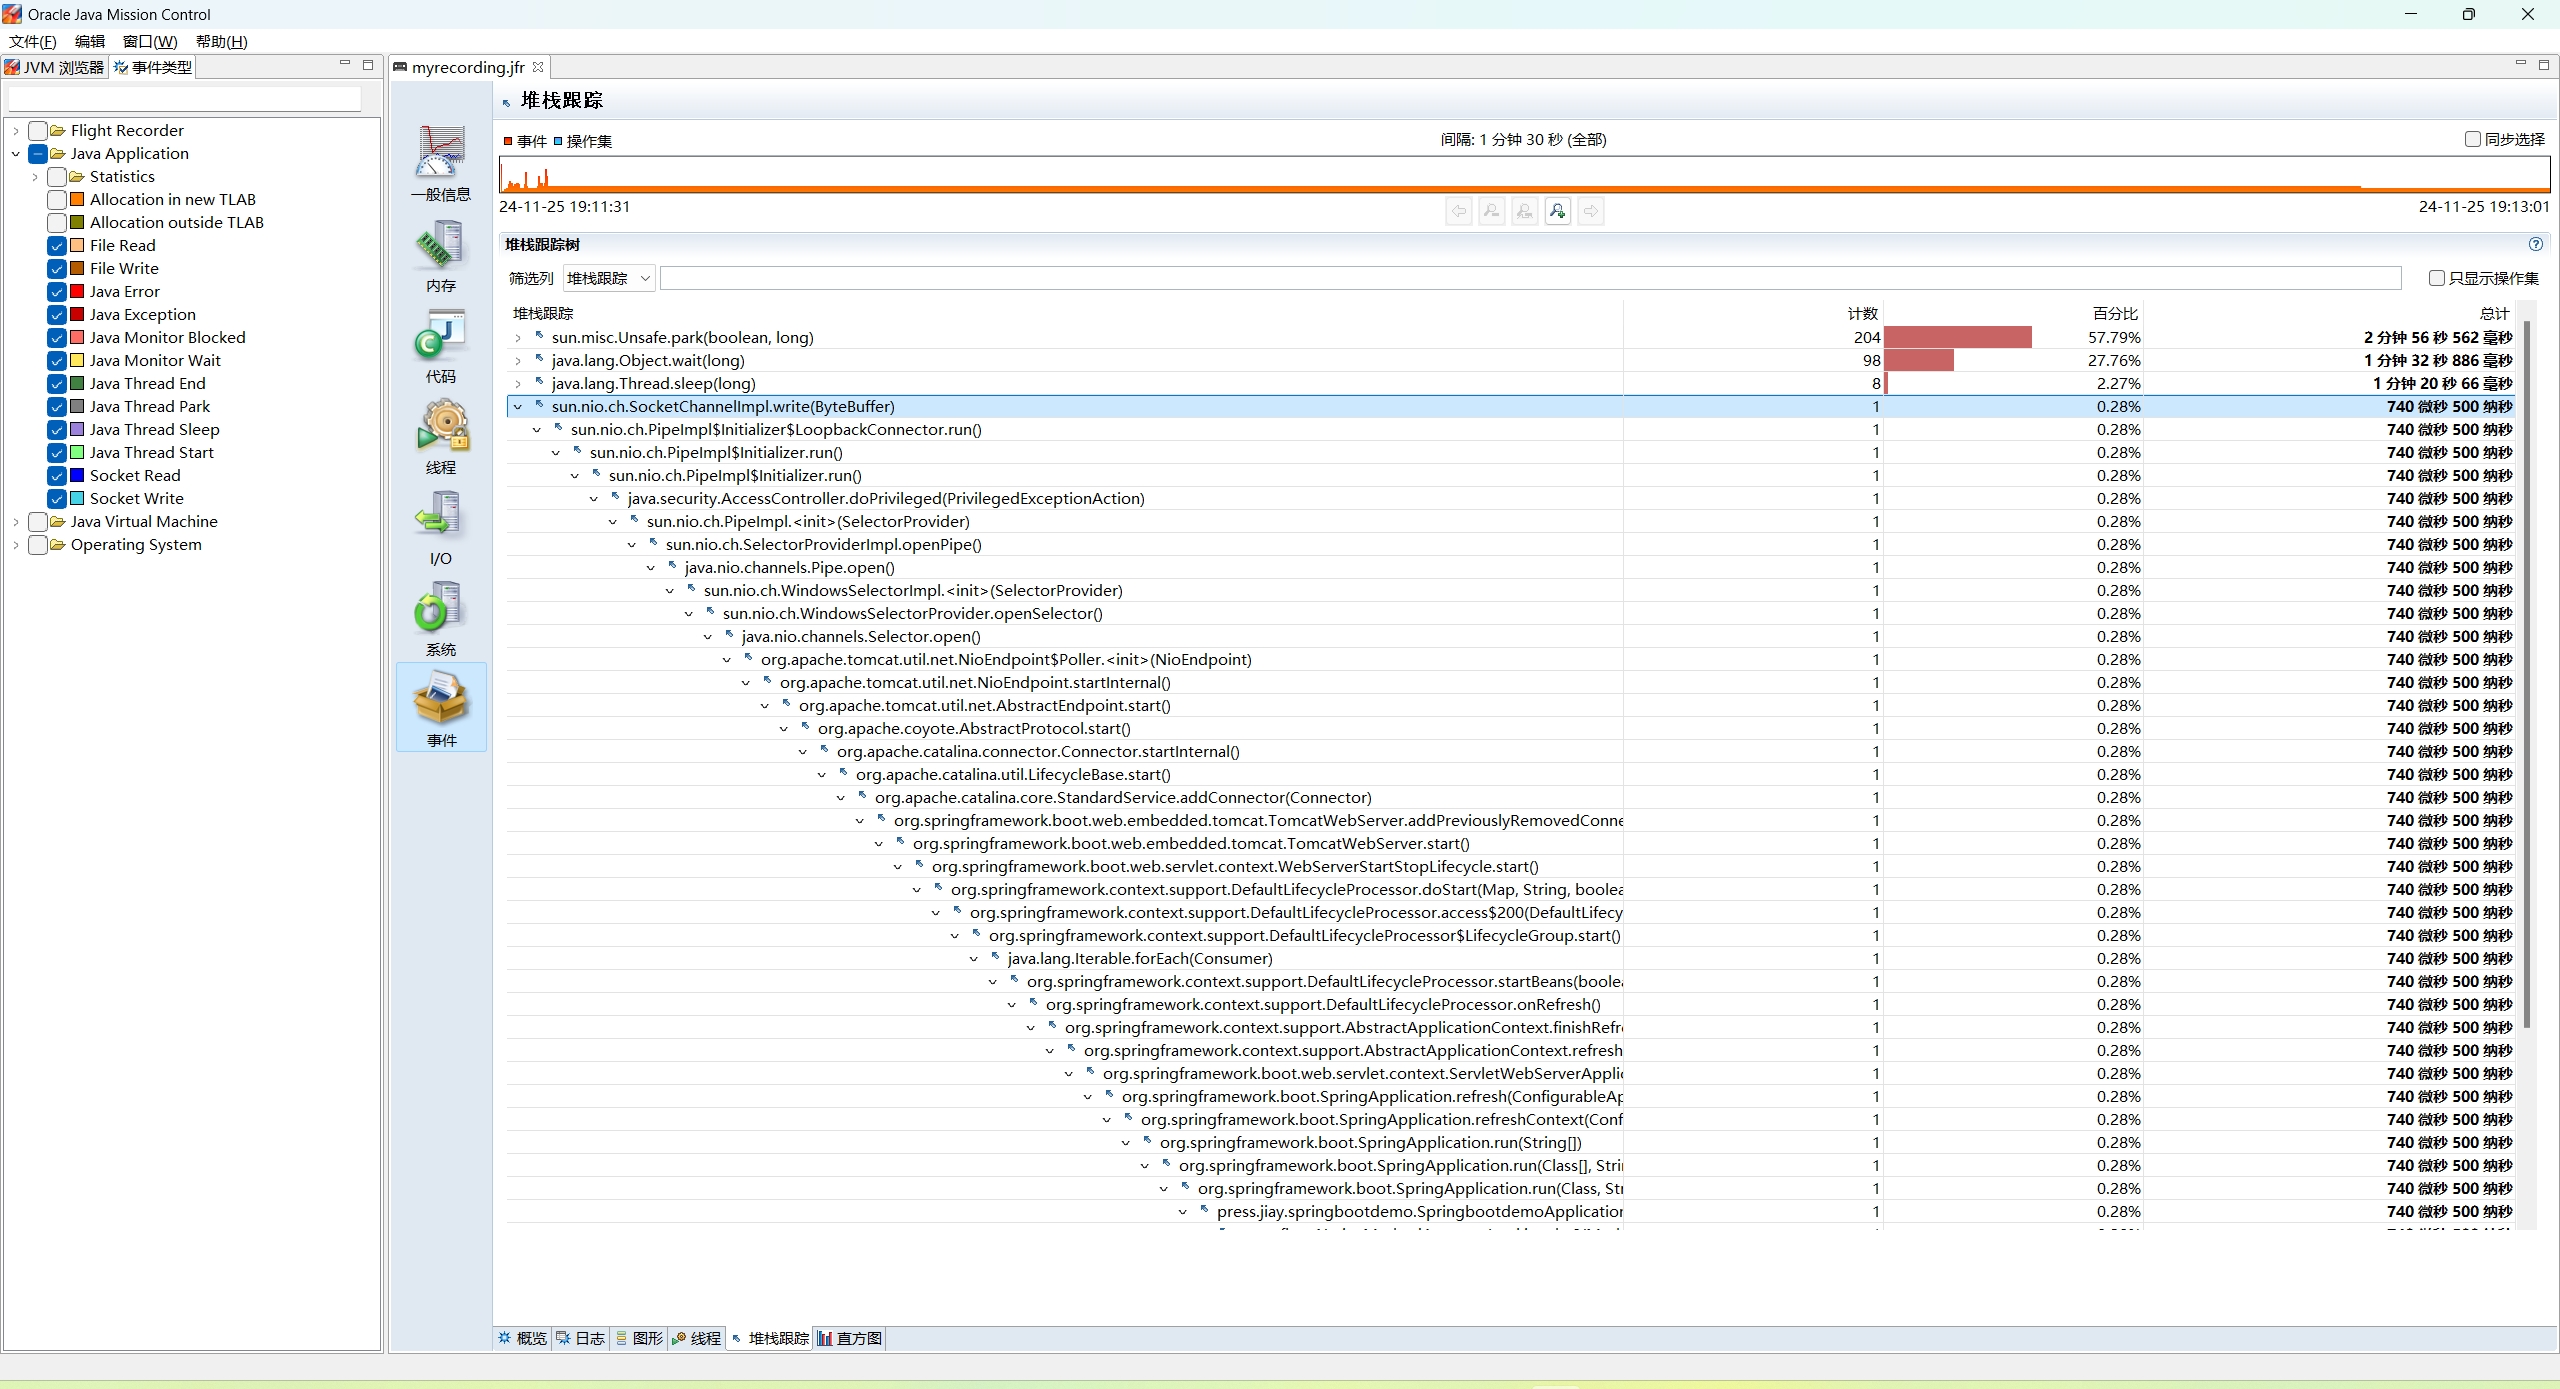 Oracle Java Mission Control
文件(F) 编辑 窗口(W) 帮助(H)
JVM 浏览器 事件类型
Flight Recorder
Java Application
Statistics
Allocation in new TLAB
Allocation outside TLAB
File Read
File Write
Java Error
Java Exception
Java Monitor Blocked
Java Monitor Wait
Java Thread End
Java Thread Park
Java Thread Sleep
Java Thread Start
Socket Read
Socket Write
Java Virtual Machine
Operating System
myrecording.jfr
一般信息
内存
代码
线程
I/O
系统
事件
堆栈跟踪
事件 操作集 间隔: 1 分钟 30 秒 (全部) 同步选择
24-11-25 19:11:31 24-11-25 19:13:01
堆栈跟踪树
筛选列 堆栈跟踪 只显示操作集
堆栈跟踪 计数 百分比 总计
sun.misc.Unsafe.park(boolean, long) 204 57.79% 2 分钟 56 秒 562 毫秒
java.lang.Object.wait(long) 98 27.76% 1 分钟 32 秒 886 毫秒
java.lang.Thread.sleep(long) 8 2.27% 1 分钟 20 秒 66 毫秒
sun.nio.ch.SocketChannelImpl.write(ByteBuffer) 1 0.28% 740 微秒 500 纳秒
sun.nio.ch.PipeImpl$Initializer$LoopbackConnector.run() 1 0.28% 740 微秒 500 纳秒
sun.nio.ch.PipeImpl$Initializer.run() 1 0.28% 740 微秒 500 纳秒
sun.nio.ch.PipeImpl$Initializer.run() 1 0.28% 740 微秒 500 纳秒
java.security.AccessController.doPrivileged(PrivilegedExceptionAction) 1 0.28% 740 微秒 500 纳秒
sun.nio.ch.PipeImpl.<init>(SelectorProvider) 1 0.28% 740 微秒 500 纳秒
sun.nio.ch.SelectorProviderImpl.openPipe() 1 0.28% 740 微秒 500 纳秒
java.nio.channels.Pipe.open() 1 0.28% 740 微秒 500 纳秒
sun.nio.ch.WindowsSelectorImpl.<init>(SelectorProvider) 1 0.28% 740 微秒 500 纳秒
sun.nio.ch.WindowsSelectorProvider.openSelector() 1 0.28% 740 微秒 500 纳秒
java.nio.channels.Selector.open() 1 0.28% 740 微秒 500 纳秒
org.apache.tomcat.util.net.NioEndpoint$Poller.<init>(NioEndpoint) 1 0.28% 740 微秒 500 纳秒
org.apache.tomcat.util.net.NioEndpoint.startInternal() 1 0.28% 740 微秒 500 纳秒
org.apache.tomcat.util.net.AbstractEndpoint.start() 1 0.28% 740 微秒 500 纳秒
org.apache.coyote.AbstractProtocol.start() 1 0.28% 740 微秒 500 纳秒
org.apache.catalina.connector.Connector.startInternal() 1 0.28% 740 微秒 500 纳秒
org.apache.catalina.util.LifecycleBase.start() 1 0.28% 740 微秒 500 纳秒
org.apache.catalina.core.StandardService.addConnector(Connector) 1 0.28% 740 微秒 500 纳秒
org.springframework.boot.web.embedded.tomcat.TomcatWebServer.addPreviouslyRemovedConne 1 0.28% 740 微秒 500 纳秒
org.springframework.boot.web.embedded.tomcat.TomcatWebServer.start() 1 0.28% 740 微秒 500 纳秒
org.springframework.boot.web.servlet.context.WebServerStartStopLifecycle.start() 1 0.28% 740 微秒 500 纳秒
org.springframework.context.support.DefaultLifecycleProcessor.doStart(Map, String, boolea 1 0.28% 740 微秒 500 纳秒
org.springframework.context.support.DefaultLifecycleProcessor.access$200(DefaultLifecy 1 0.28% 740 微秒 500 纳秒
org.springframework.context.support.DefaultLifecycleProcessor$LifecycleGroup.start() 1 0.28% 740 微秒 500 纳秒
java.lang.Iterable.forEach(Consumer) 1 0.28% 740 微秒 500 纳秒
org.springframework.context.support.DefaultLifecycleProcessor.startBeans(boole 1 0.28% 740 微秒 500 纳秒
org.springframework.context.support.DefaultLifecycleProcessor.onRefresh() 1 0.28% 740 微秒 500 纳秒
org.springframework.context.support.AbstractApplicationContext.finishRefr 1 0.28% 740 微秒 500 纳秒
org.springframework.context.support.AbstractApplicationContext.refresh 1 0.28% 740 微秒 500 纳秒
org.springframework.boot.web.servlet.context.ServletWebServerAppli 1 0.28% 740 微秒 500 纳秒
org.springframework.boot.SpringApplication.refresh(ConfigurableAp 1 0.28% 740 微秒 500 纳秒
org.springframework.boot.SpringApplication.refreshContext(Conf 1 0.28% 740 微秒 500 纳秒
org.springframework.boot.SpringApplication.run(String[]) 1 0.28% 740 微秒 500 纳秒
org.springframework.boot.SpringApplication.run(Class[], Stri 1 0.28% 740 微秒 500 纳秒
org.springframework.boot.SpringApplication.run(Class, St 1 0.28% 740 微秒 500 纳秒
press.jiay.springbootdemo.SpringbootdemoApplication 1 0.28% 740 微秒 500 纳秒
概览 日志 图形 线程 堆栈跟踪 直方图